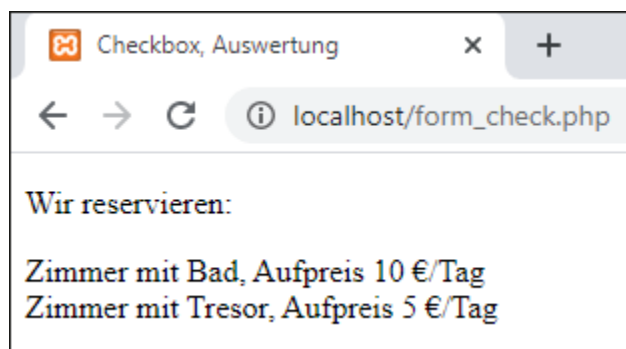 Checkbox, Auswertung
localhost/form_check.php
Wir reservieren:
Zimmer mit Bad, Aufpreis 10 €/Tag
Zimmer mit Tresor, Aufpreis 5 €/Tag